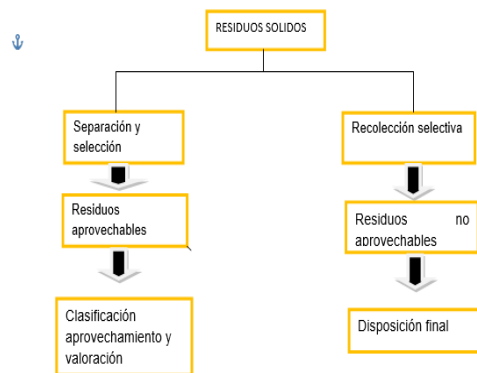 RESIDUOS SOLIDOS
Separación y
selección
Residuos
aprovechables
Clasificación
aprovechamiento y
valoración
Recolección selectiva
Residuos no
aprovechables
Disposición final